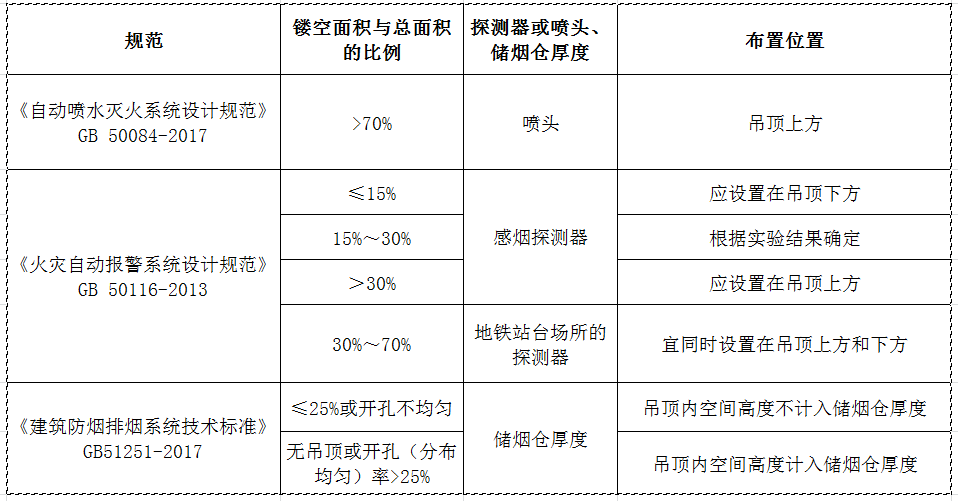 规范
镂空面积与总面积
的比例
探测器或喷头、
储烟仓厚度
布置位置
《自动喷水灭火系统设计规范》
GB 50084-2017
>70%
喷头
吊顶上方
《火灾自动报警系统设计规范》
GB 50116-2013
≤15%
感烟探测器
应设置在吊顶下方
15%～30%
根据实验结果确定
＞30%
应设置在吊顶上方
30%～70%
地铁站台场所的
探测器
宜同时设置在吊顶上方和下方
《建筑防烟排烟系统技术标准》
GB51251-2017
≤25%或开孔不均匀
储烟仓厚度
吊顶内空间高度不计入储烟仓厚度
无吊顶或开孔（分布
均匀）率>25%
吊顶内空间高度计入储烟仓厚度